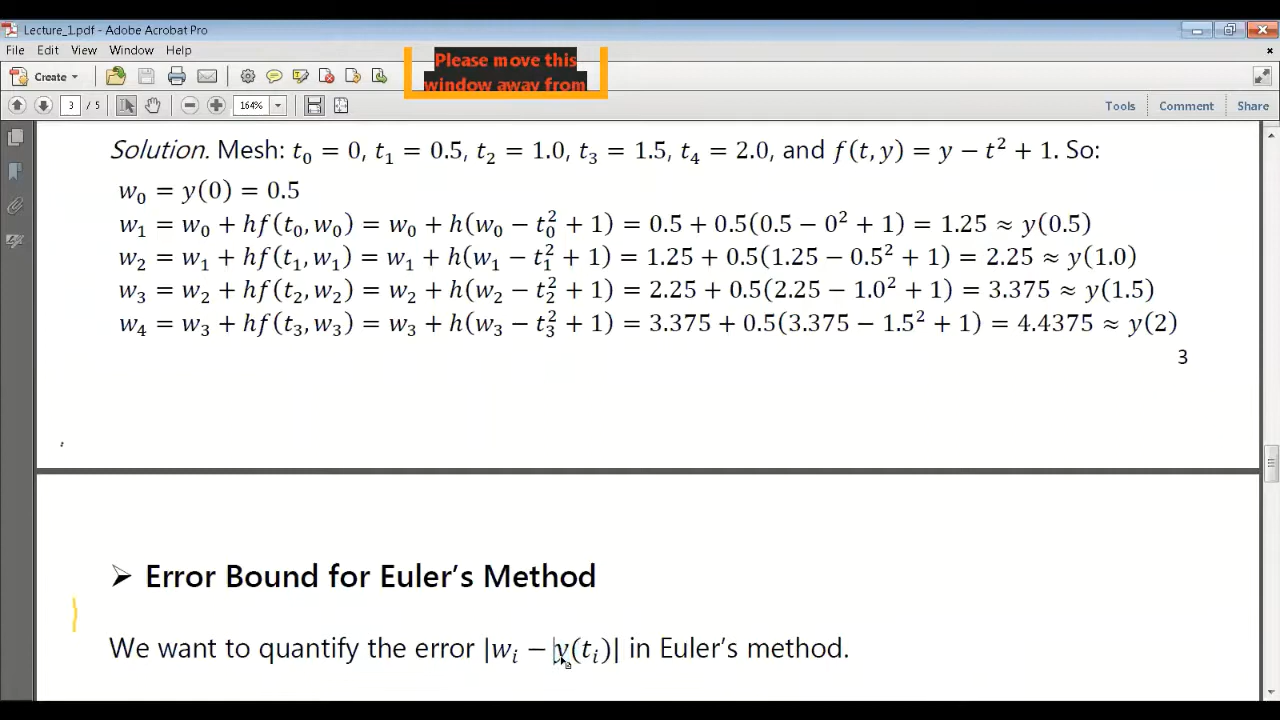 Lecture_1.pdf - Adobe Acrobat Pro
File Edit View Window Help
Please move this
window away from
Create
3 / 5 164% Tools Comment Share
Solution. Mesh: t₀ = 0, t₁ = 0.5, t₂ = 1.0, t₃ = 1.5, t₄ = 2.0, and f(t, y) = y − t² + 1. So:
w₀ = y(0) = 0.5
w₁ = w₀ + hf(t₀, w₀) = w₀ + h(w₀ − t₀² + 1) = 0.5 + 0.5(0.5 − 0² + 1) = 1.25 ≈ y(0.5)
w₂ = w₁ + hf(t₁, w₁) = w₁ + h(w₁ − t₁² + 1) = 1.25 + 0.5(1.25 − 0.5² + 1) = 2.25 ≈ y(1.0)
w₃ = w₂ + hf(t₂, w₂) = w₂ + h(w₂ − t₂² + 1) = 2.25 + 0.5(2.25 − 1.0² + 1) = 3.375 ≈ y(1.5)
w₄ = w₃ + hf(t₃, w₃) = w₃ + h(w₃ − t₃² + 1) = 3.375 + 0.5(3.375 − 1.5² + 1) = 4.4375 ≈ y(2)
3
➢ Error Bound for Euler’s Method
We want to quantify the error |wᵢ − y(tᵢ)| in Euler’s method.